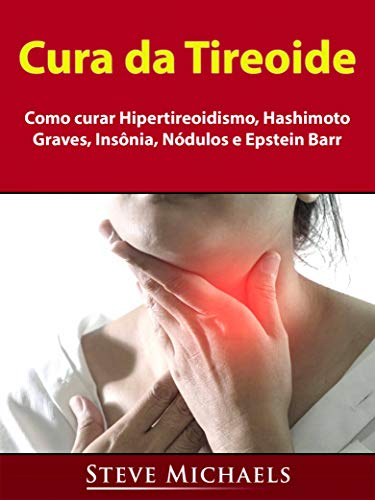 Cura da Tireoide
Como curar Hipertireoidismo, Hashimoto
Graves, Insônia, Nódulos e Epstein Barr
STEVE MICHAELS